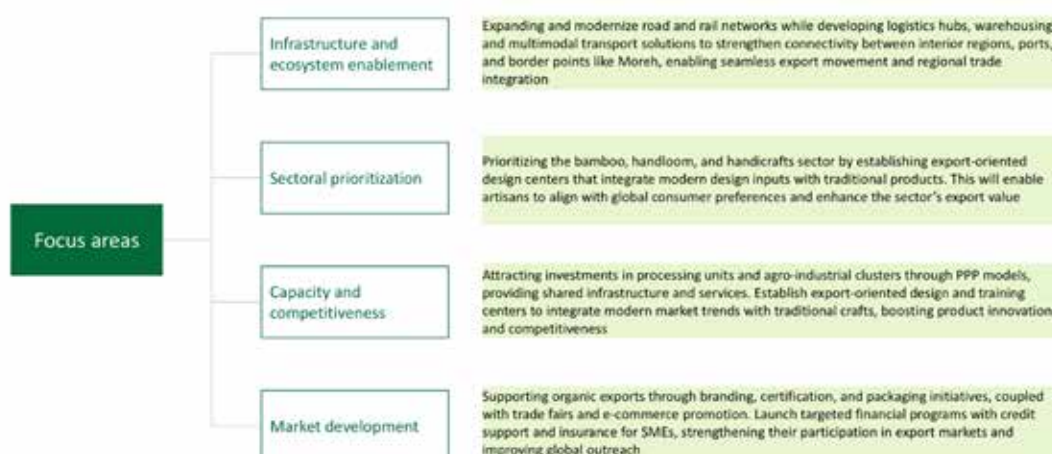 Focus areas
Infrastructure and
ecosystem enablement
Expanding and modernize road and rail networks while developing logistics hubs, warehousing
and multimodal transport solutions to strengthen connectivity between interior regions, ports,
and border points like Moreh, enabling seamless export movement and regional trade
integration
Sectoral prioritization
Prioritizing the bamboo, handloom, and handicrafts sector by establishing export-oriented
design centers that integrate modern design inputs with traditional products. This will enable
artisans to align with global consumer preferences and enhance the sector's export value
Capacity and
competitiveness
Attracting investments in processing units and agro-industrial clusters through PPP models,
providing shared infrastructure and services. Establish export-oriented design and training
centers to integrate modern market trends with traditional crafts, boosting product innovation
and competitiveness
Market development
Supporting organic exports through branding, certification, and packaging initiatives, coupled
with trade fairs and e-commerce promotion. Launch targeted financial programs with credit
support and insurance for SMEs, strengthening their participation in export markets and
improving global outreach